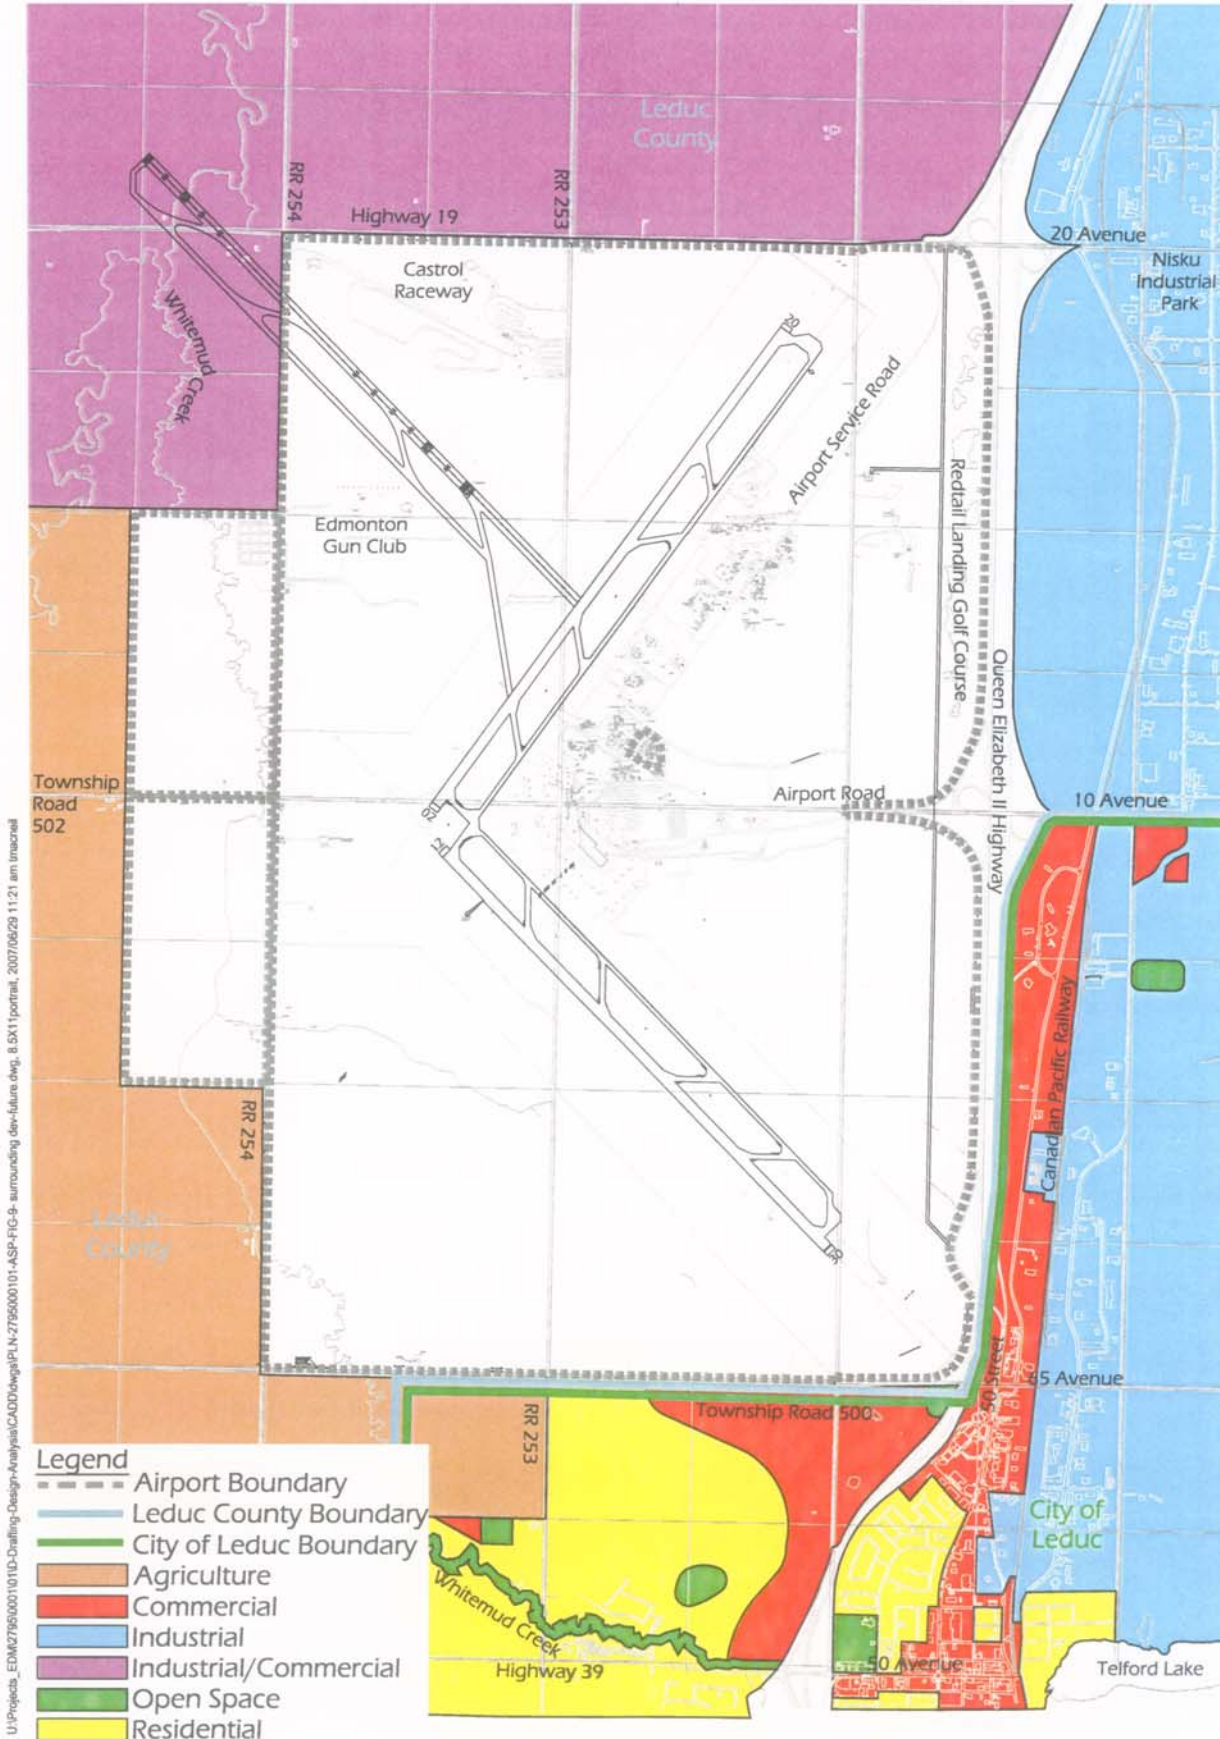 Leduc
County
RR 254
RR 253
Highway 19
20 Avenue
Nisku
Industrial
Park
Castrol
Raceway
Whitemud Creek
Airport Service Road
Edmonton
Gun Club
Redtail Landing Golf Course
Queen Elizabeth II Highway
Township
Road
502
Airport Road
10 Avenue
Canadian Pacific Railway
RR 254
Leduc
County
50 Street
65 Avenue
Township Road 500
RR 253
City of
Leduc
Whitemud Creek
Highway 39
50 Avenue
Telford Lake
Legend
Airport Boundary
Leduc County Boundary
City of Leduc Boundary
Agriculture
Commercial
Industrial
Industrial/Commercial
Open Space
Residential